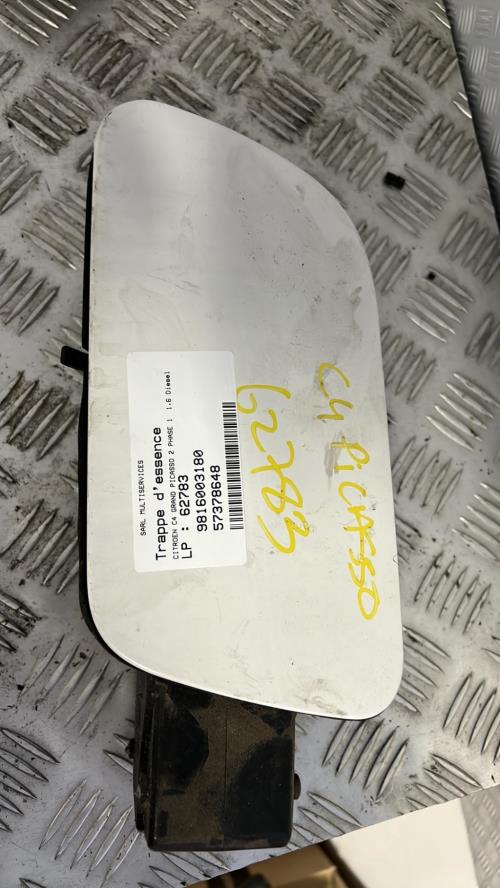 SARL MULTISERVICES
Trappe d'essence
CITROEN C4 GRAND PICASSO 2 PHASE 1 1.6 Diesel
LP : 62783
9816003180
57378648
62783
C4 PiCASSO